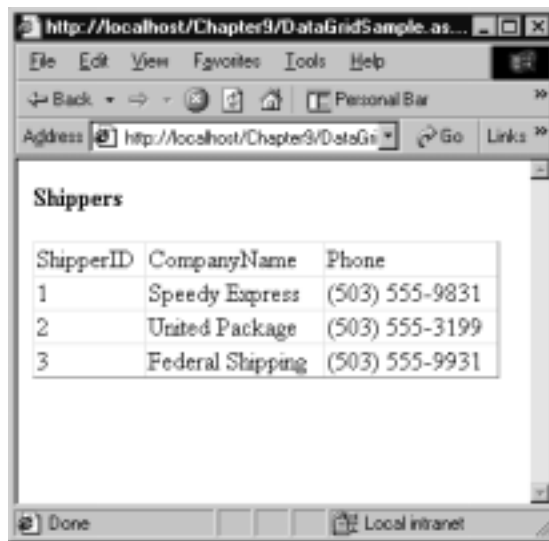 http://localhost/Chapter9/DataGridSample.as...
File Edit View Favorites Tools Help
Back Personal Bar »
Address http://localhost/Chapter9/DataGri Go Links »
Shippers
ShipperID CompanyName Phone
1 Speedy Express (503) 555-9831
2 United Package (503) 555-3199
3 Federal Shipping (503) 555-9931
Done Local intranet